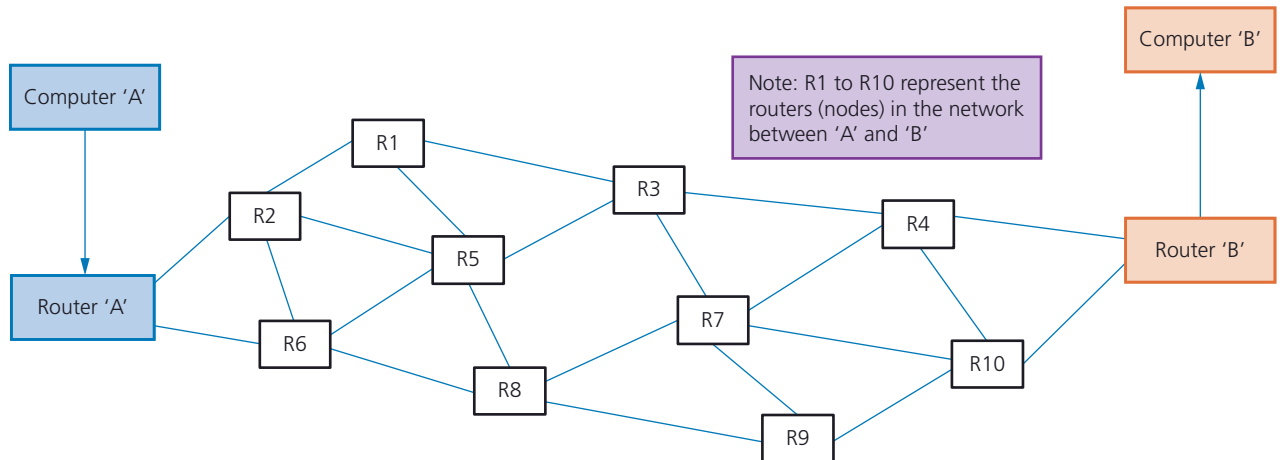 Computer ‘B’
Computer ‘A’
Note: R1 to R10 represent the
routers (nodes) in the network
between ‘A’ and ‘B’
R1
R3
R2
R4
R5
Router ‘B’
Router ‘A’
R7
R6
R10
R8
R9